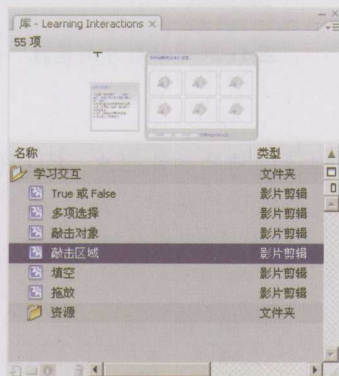 库 - Learning Interactions ×
55 项
名称 类型
学习交互 文件夹
True 或 False 影片剪辑
多项选择 影片剪辑
敲击对象 影片剪辑
敲击区域 影片剪辑
填空 影片剪辑
拖放 影片剪辑
资源 文件夹